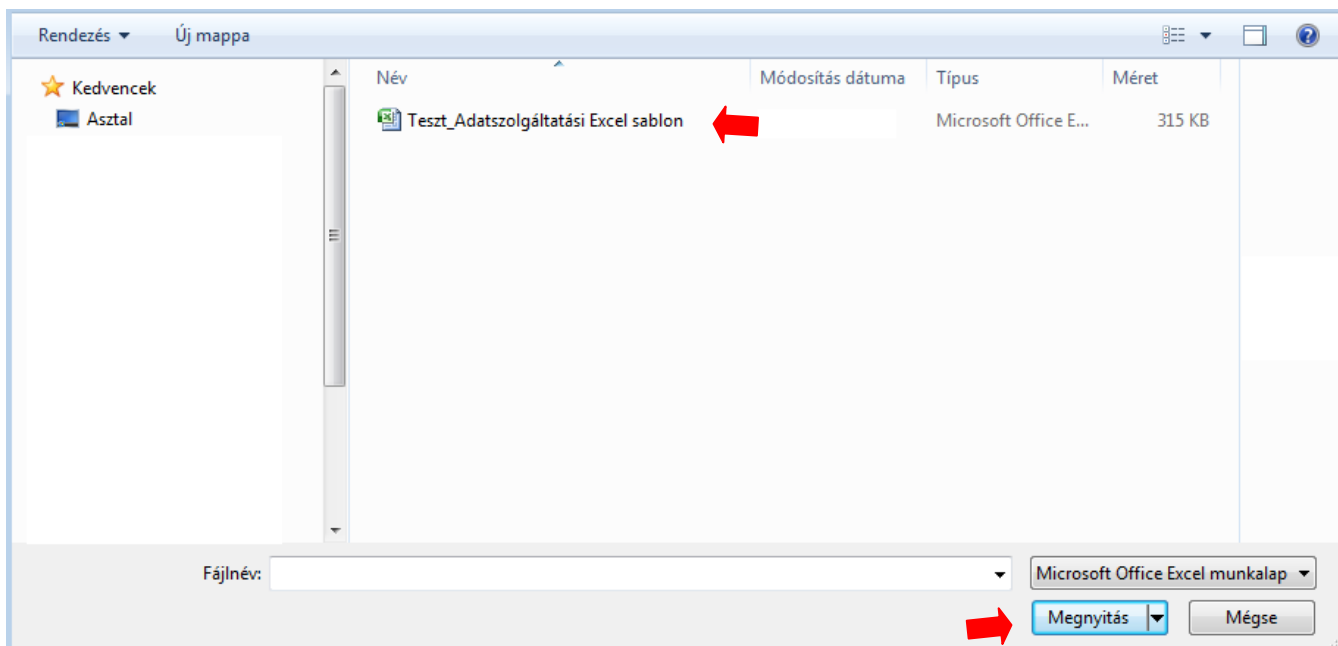 Rendezés Új mappa
Kedvencek
Asztal
Név Módosítás dátuma Típus Méret
Teszt_Adatszolgáltatási Excel sablon Microsoft Office E... 315 KB
Fájlnév: Microsoft Office Excel munkalap
Megnyitás Mégse